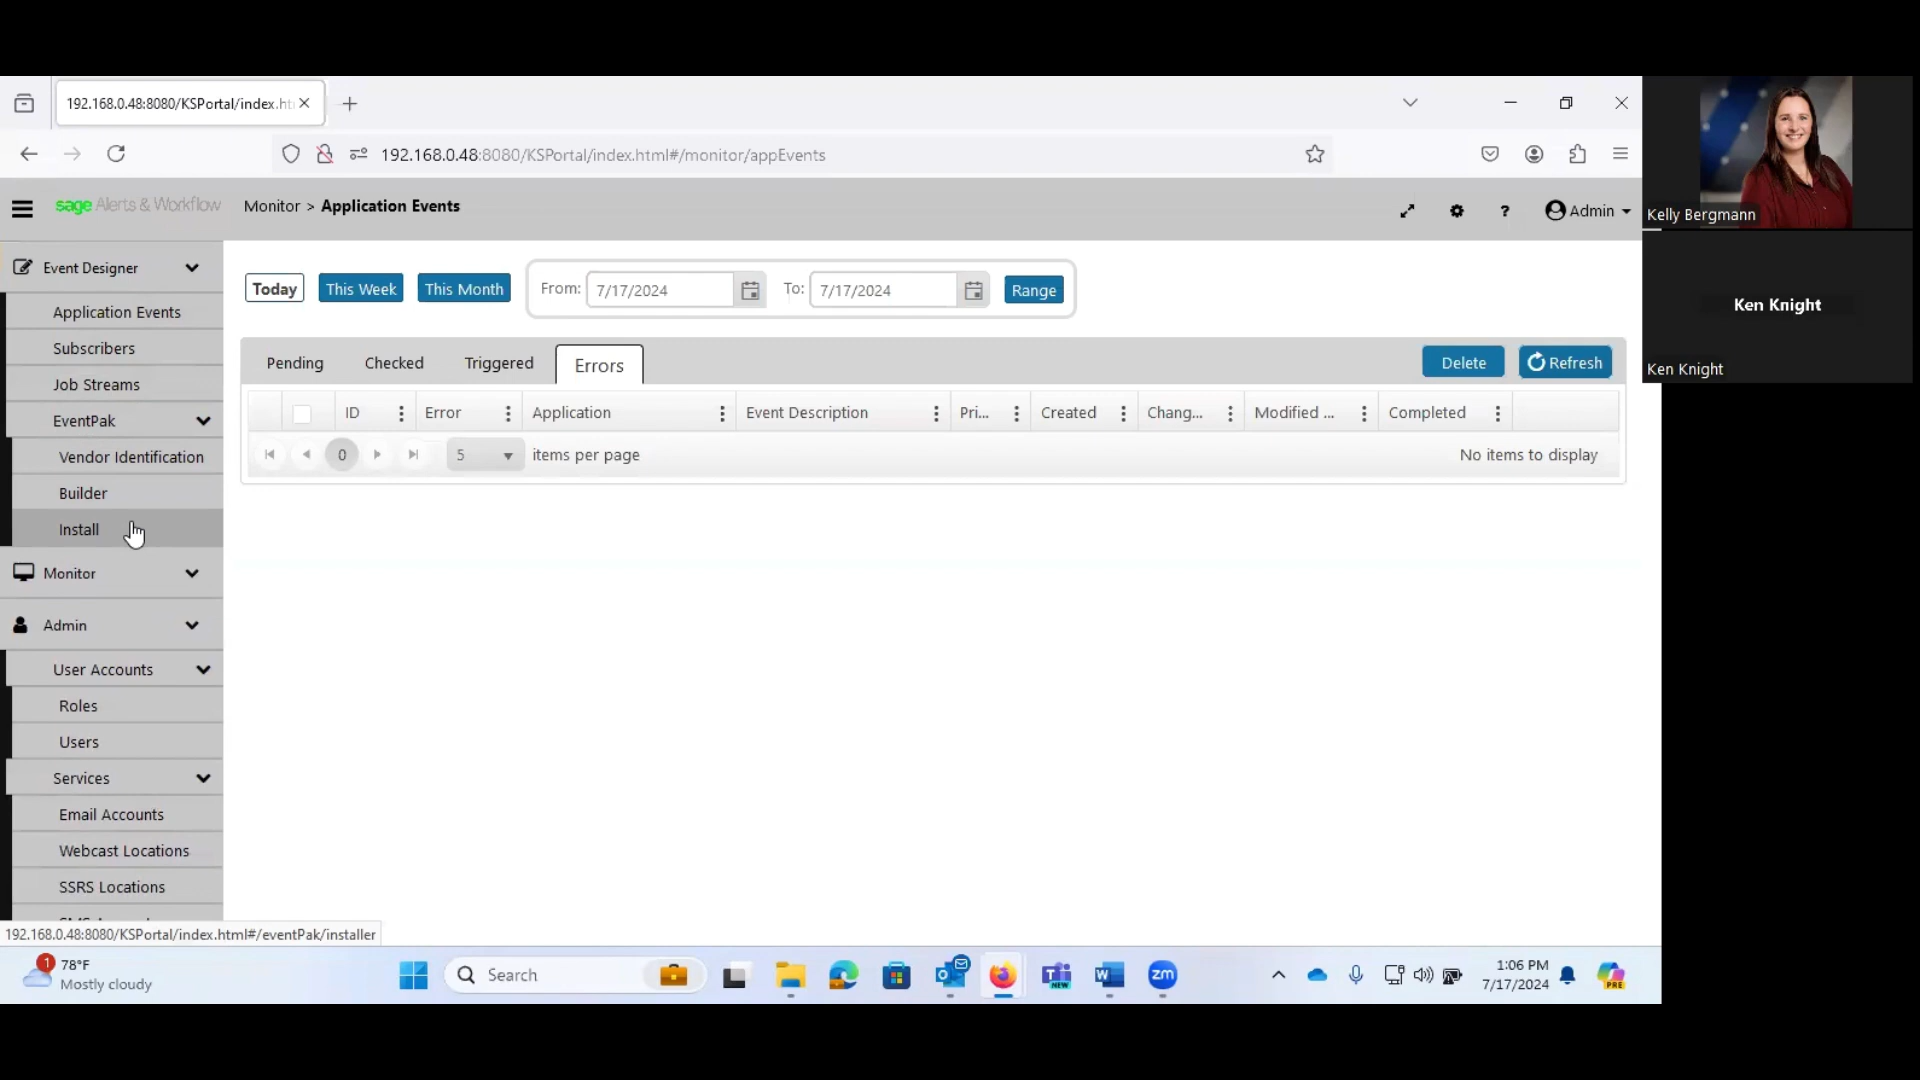 192.168.0.48:8080/KSPortal/index.ht
192.168.0.48:8080/KSPortal/index.html#/monitor/appEvents
sage Alerts & Workflow
Monitor > Application Events
?
Admin
Kelly Bergmann
Ken Knight
Ken Knight
Event Designer
Application Events
Subscribers
Job Streams
EventPak
Vendor Identification
Builder
Install
Monitor
Admin
User Accounts
Roles
Users
Services
Email Accounts
Webcast Locations
SSRS Locations
Today This Week This Month From: 7/17/2024 To: 7/17/2024 Range
Pending Checked Triggered Errors Delete Refresh
ID Error Application Event Description Pri... Created Chang... Modified ... Completed
0 5 items per page No items to display
192.168.0.48:8080/KSPortal/index.html#/eventPak/installer
1
78°F
Mostly cloudy
Search
NEW
W
zm
1:06 PM
7/17/2024
PRE